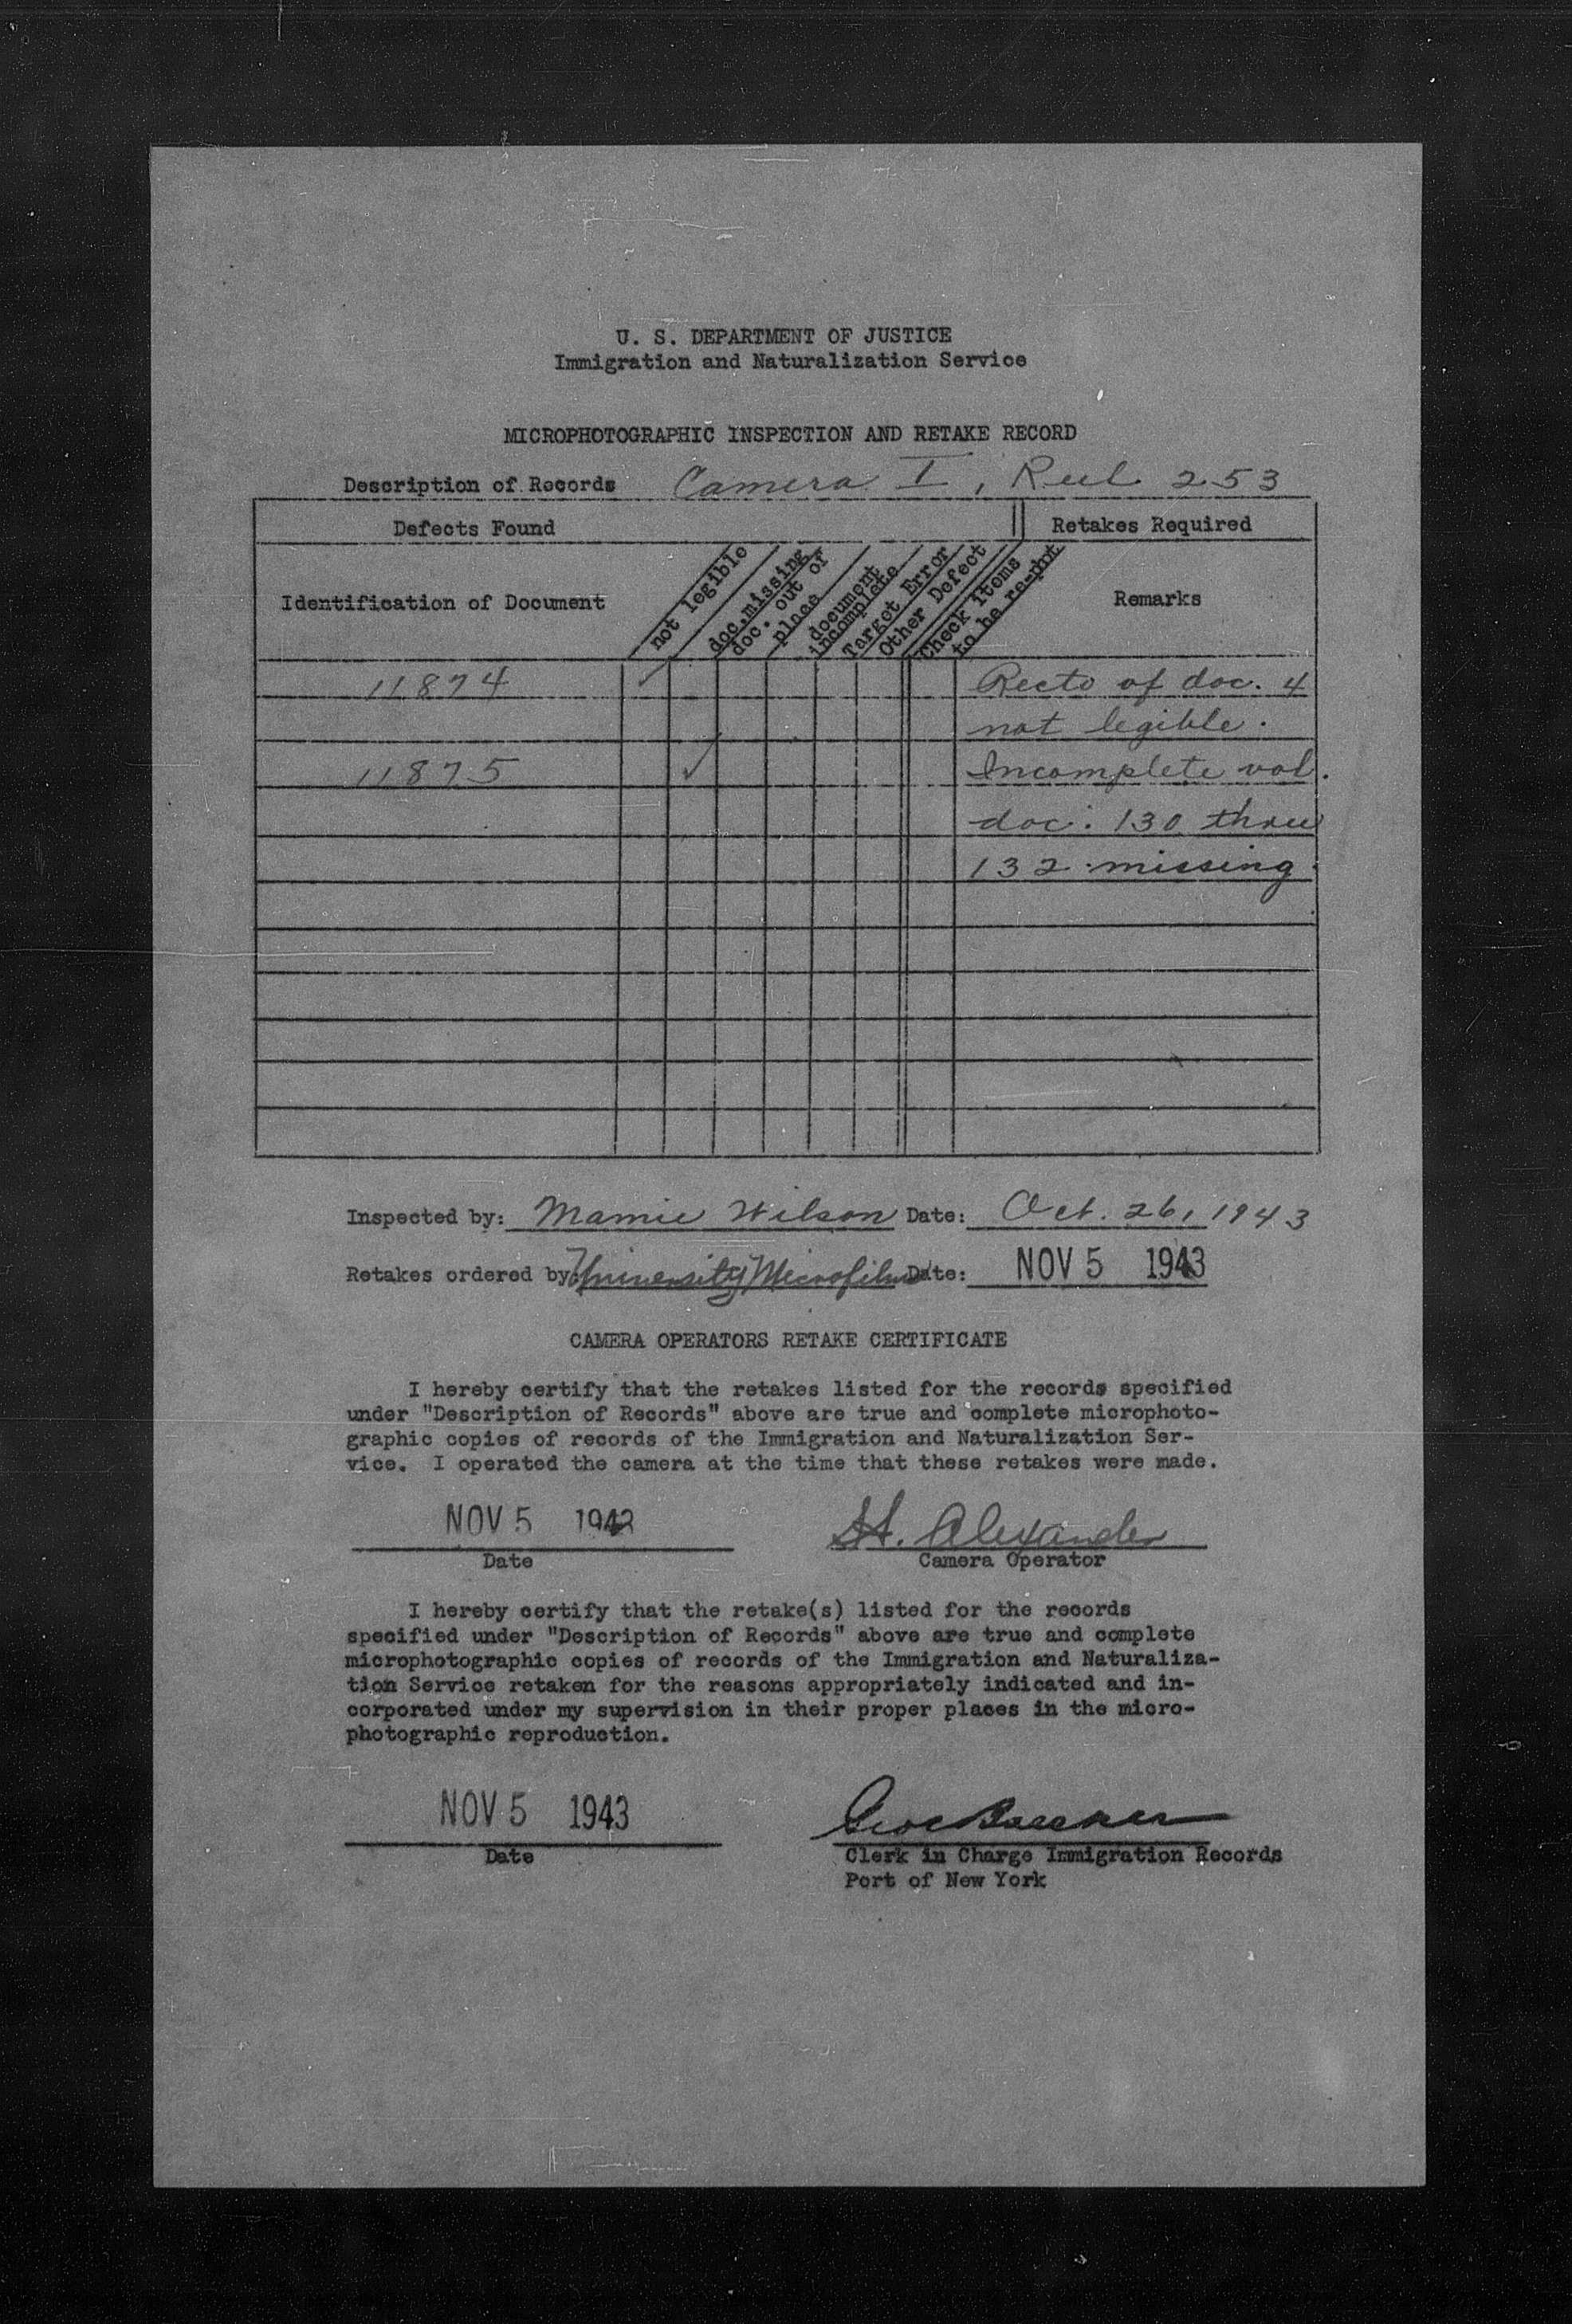 U. S. DEPARTMENT OF JUSTICE
Immigration and Naturalization Service
MICROPHOTOGRAPHIC INSPECTION AND RETAKE RECORD
Description of Records Camera I, Reel 253
Defects Found Retakes Required
Identification of Document
not legible
doc.missing
doc. out of
place
document
incomplete
Target Error
Other Defect
Check items
to be re-pht
Remarks
11874 ✓ Recto of doc. 4
not legible.
11875 ✓ Incomplete vol.
doc. 130 thru
132 missing.
Inspected by: Mamie Wilson Date: Oct. 26, 1943
Retakes ordered by University Microfilms Date: NOV 5 1943
CAMERA OPERATORS RETAKE CERTIFICATE
I hereby certify that the retakes listed for the records specified
under "Description of Records" above are true and complete microphoto-
graphic copies of records of the Immigration and Naturalization Ser-
vice. I operated the camera at the time that these retakes were made.
NOV 5 1943 H. Alexander
Date Camera Operator
I hereby certify that the retake(s) listed for the records
specified under "Description of Records" above are true and complete
microphotographic copies of records of the Immigration and Naturaliza-
tion Service retaken for the reasons appropriately indicated and in-
corporated under my supervision in their proper places in the micro-
photographic reproduction.
NOV 5 1943
Date Clerk in Charge Immigration Records
Port of New York